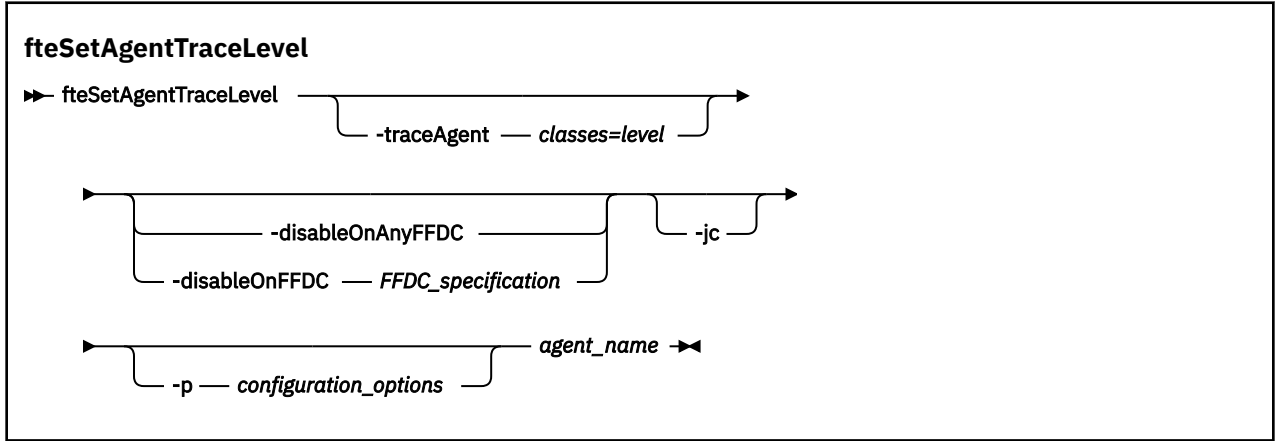 fteSetAgentTraceLevel
fteSetAgentTraceLevel
-traceAgent classes=level
-disableOnAnyFFDC
-jc
-disableOnFFDC FFDC_specification
agent_name
-p configuration_options